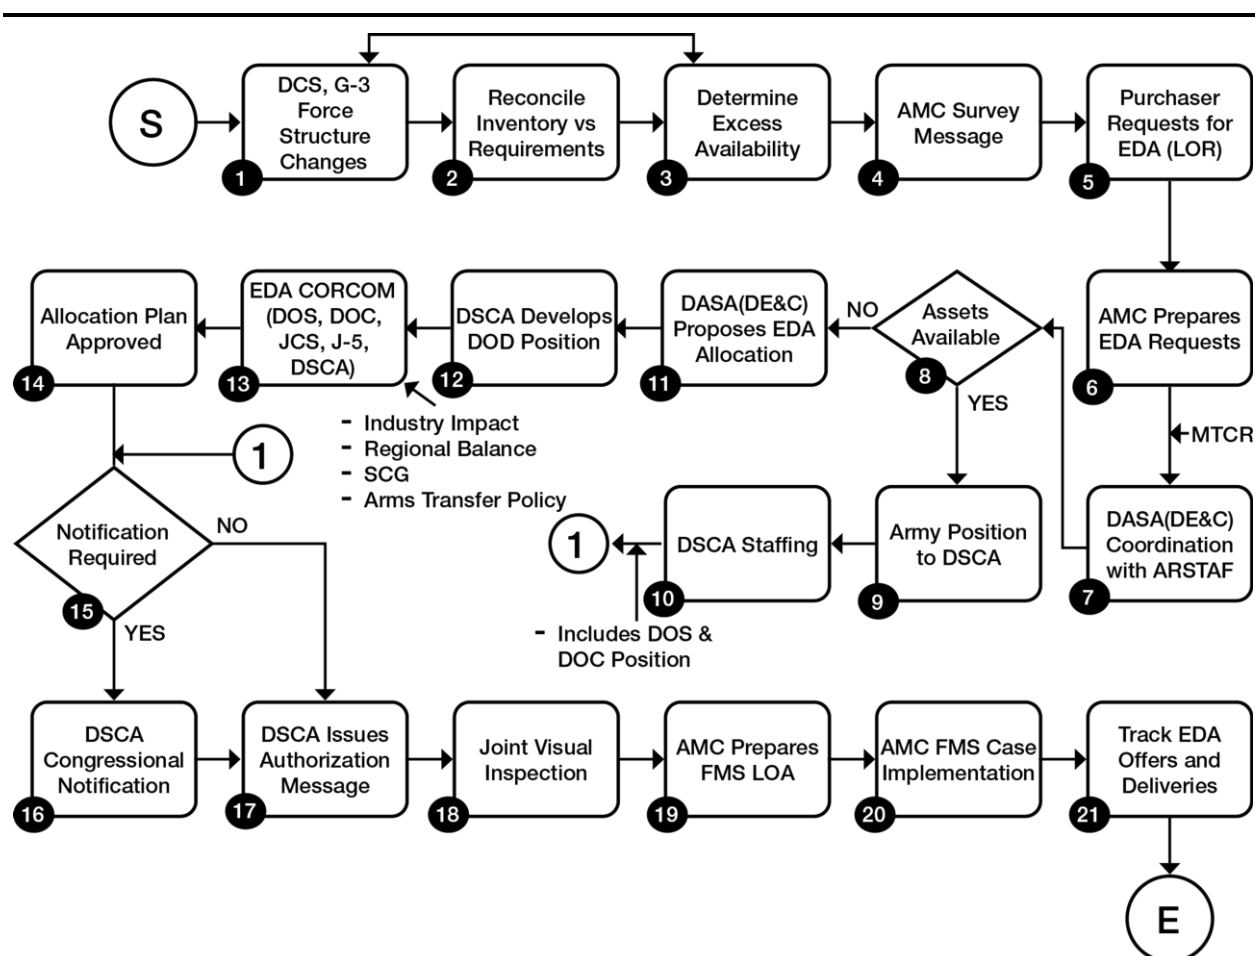 S
DCS, G-3
Force
Structure
Changes
1
Reconcile
Inventory vs
Requirements
2
Determine
Excess
Availability
3
AMC Survey
Message
4
Purchaser
Requests for
EDA (LOR)
5
AMC Prepares
EDA Requests
6
MTCR
DASA(DE&C)
Coordination
with ARSTAF
7
Assets
Available
8
NO
YES
Army Position
to DSCA
9
DSCA Staffing
10
1
- Includes DOS &
DOC Position
DASA(DE&C)
Proposes EDA
Allocation
11
DSCA Develops
DOD Position
12
EDA CORCOM
(DOS, DOC,
JCS, J-5,
DSCA)
13
- Industry Impact
- Regional Balance
- SCG
- Arms Transfer Policy
Allocation Plan
Approved
14
1
Notification
Required
15
NO
YES
DSCA
Congressional
Notification
16
DSCA Issues
Authorization
Message
17
Joint Visual
Inspection
18
AMC Prepares
FMS LOA
19
AMC FMS Case
Implementation
20
Track EDA
Offers and
Deliveries
21
E